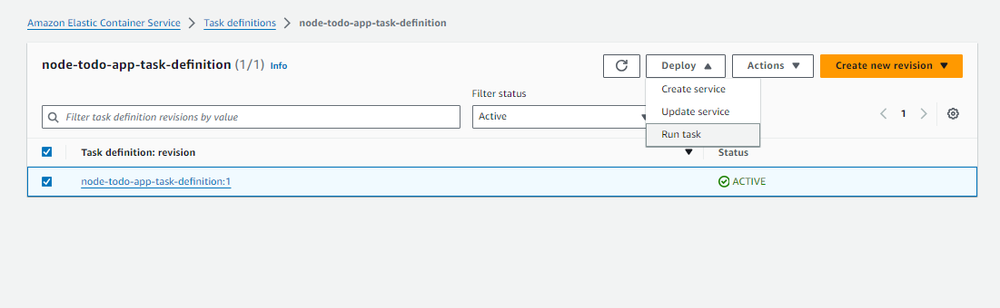 Amazon Elastic Container Service > Task definitions > node-todo-app-task-definition
node-todo-app-task-definition (1/1) Info
Deploy
Actions
Create new revision
Create service
Update service
Run task
Filter status
Filter task definition revisions by value
Active
1
Task definition: revision
Status
node-todo-app-task-definition:1
ACTIVE